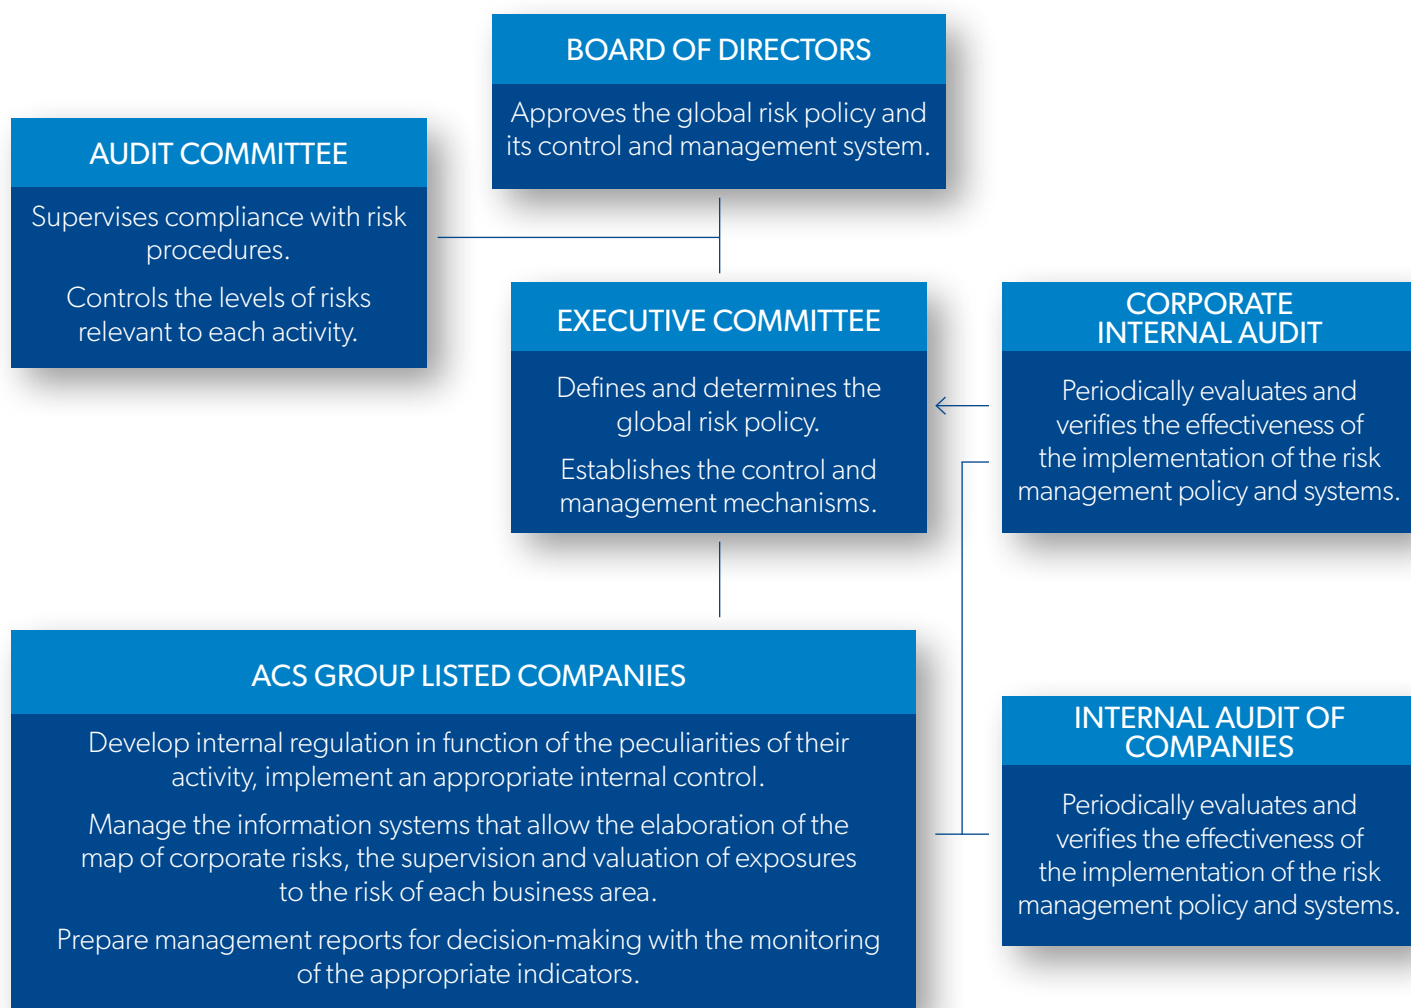 BOARD OF DIRECTORS
Approves the global risk policy and
its control and management system.
AUDIT COMMITTEE
Supervises compliance with risk
procedures.
Controls the levels of risks
relevant to each activity.
EXECUTIVE COMMITTEE
Defines and determines the
global risk policy.
Establishes the control and
management mechanisms.
CORPORATE
INTERNAL AUDIT
Periodically evaluates and
verifies the effectiveness of
the implementation of the risk
management policy and systems.
ACS GROUP LISTED COMPANIES
Develop internal regulation in function of the peculiarities of their
activity, implement an appropriate internal control.
Manage the information systems that allow the elaboration of the
map of corporate risks, the supervision and valuation of exposures
to the risk of each business area.
Prepare management reports for decision-making with the monitoring
of the appropriate indicators.
INTERNAL AUDIT OF
COMPANIES
Periodically evaluates and
verifies the effectiveness of
the implementation of the risk
management policy and systems.